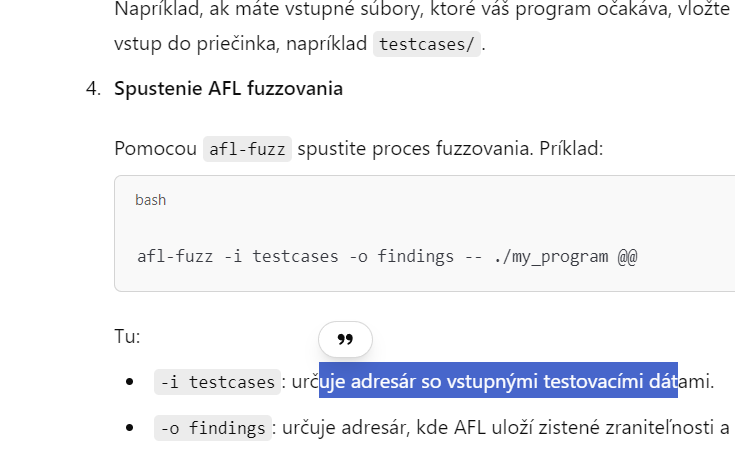 Napríklad, ak máte vstupné súbory, ktoré váš program očakáva, vložte
vstup do priečinka, napríklad testcases/.
4. Spustenie AFL fuzzovania
Pomocou afl-fuzz spustite proces fuzzovania. Príklad:
bash
afl-fuzz -i testcases -o findings -- ./my_program @@
Tu:
• -i testcases: určuje adresár so vstupnými testovacími dátami.
• -o findings: určuje adresár, kde AFL uloží zistené zraniteľnosti a